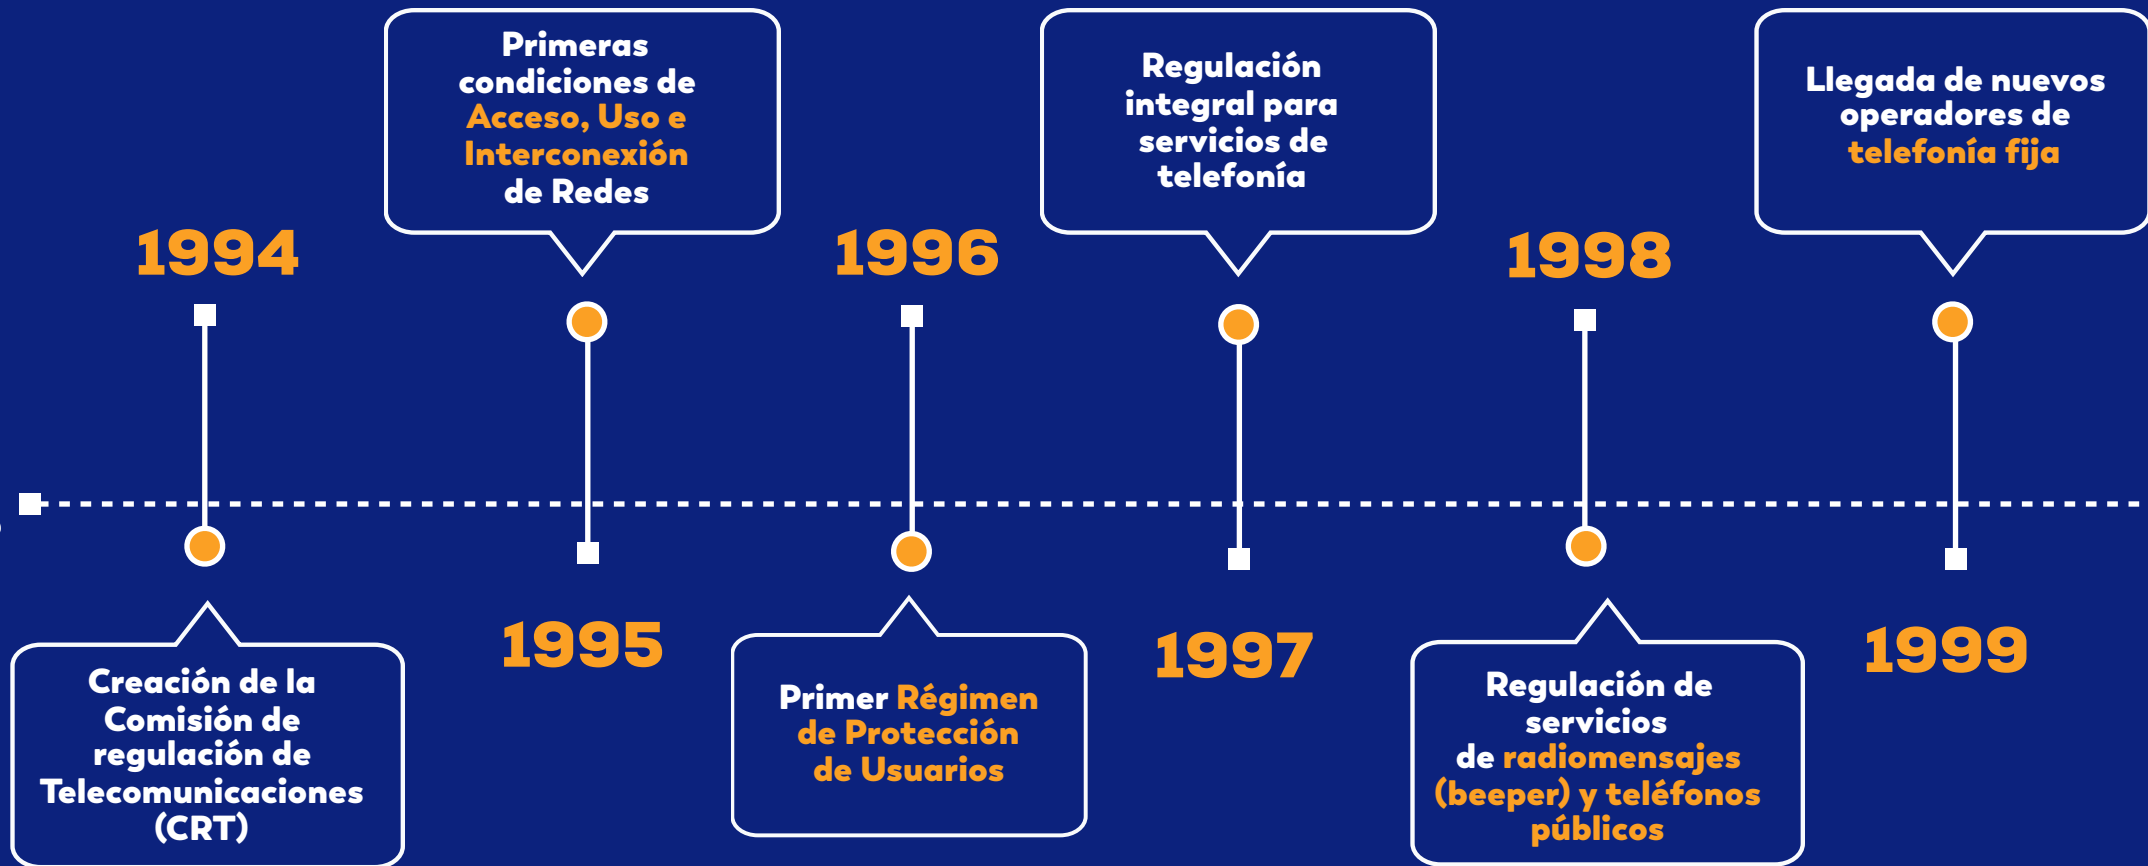 1994
Creación de la
Comisión de
regulación de
Telecomunicaciones
(CRT)
Primeras
condiciones de
Acceso, Uso e
Interconexión
de Redes
1995
1996
Primer Régimen
de Protección
de Usuarios
Regulación
integral para
servicios de
telefonía
1997
1998
Regulación de
servicios
de radiomensajes
(beeper) y teléfonos
públicos
Llegada de nuevos
operadores de
telefonía fija
1999